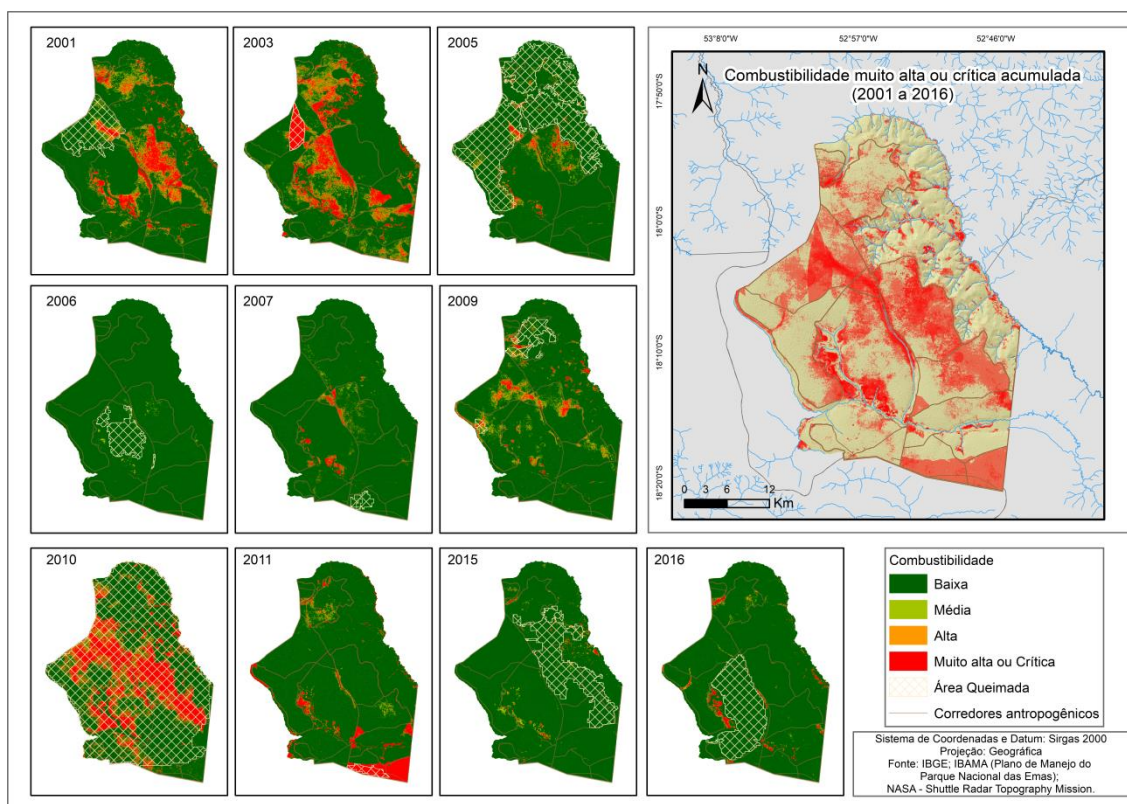 2001
2003
2005
2006
2007
2009
2010
2011
2015
2016
53°8'0"W
52°57'0"W
52°46'0"W
17°50'0"S
18°0'0"S
18°10'0"S
18°20'0"S
N
Combustibilidade muito alta ou crítica acumulada
(2001 a 2016)
0 3 6 12
Km
Combustibilidade
Baixa
Média
Alta
Muito alta ou Crítica
Área Queimada
Corredores antropogênicos
Sistema de Coordenadas e Datum: Sirgas 2000
Projeção: Geográfica
Fonte: IBGE; IBAMA (Plano de Manejo do
Parque Nacional das Emas);
NASA - Shuttle Radar Topography Mission.